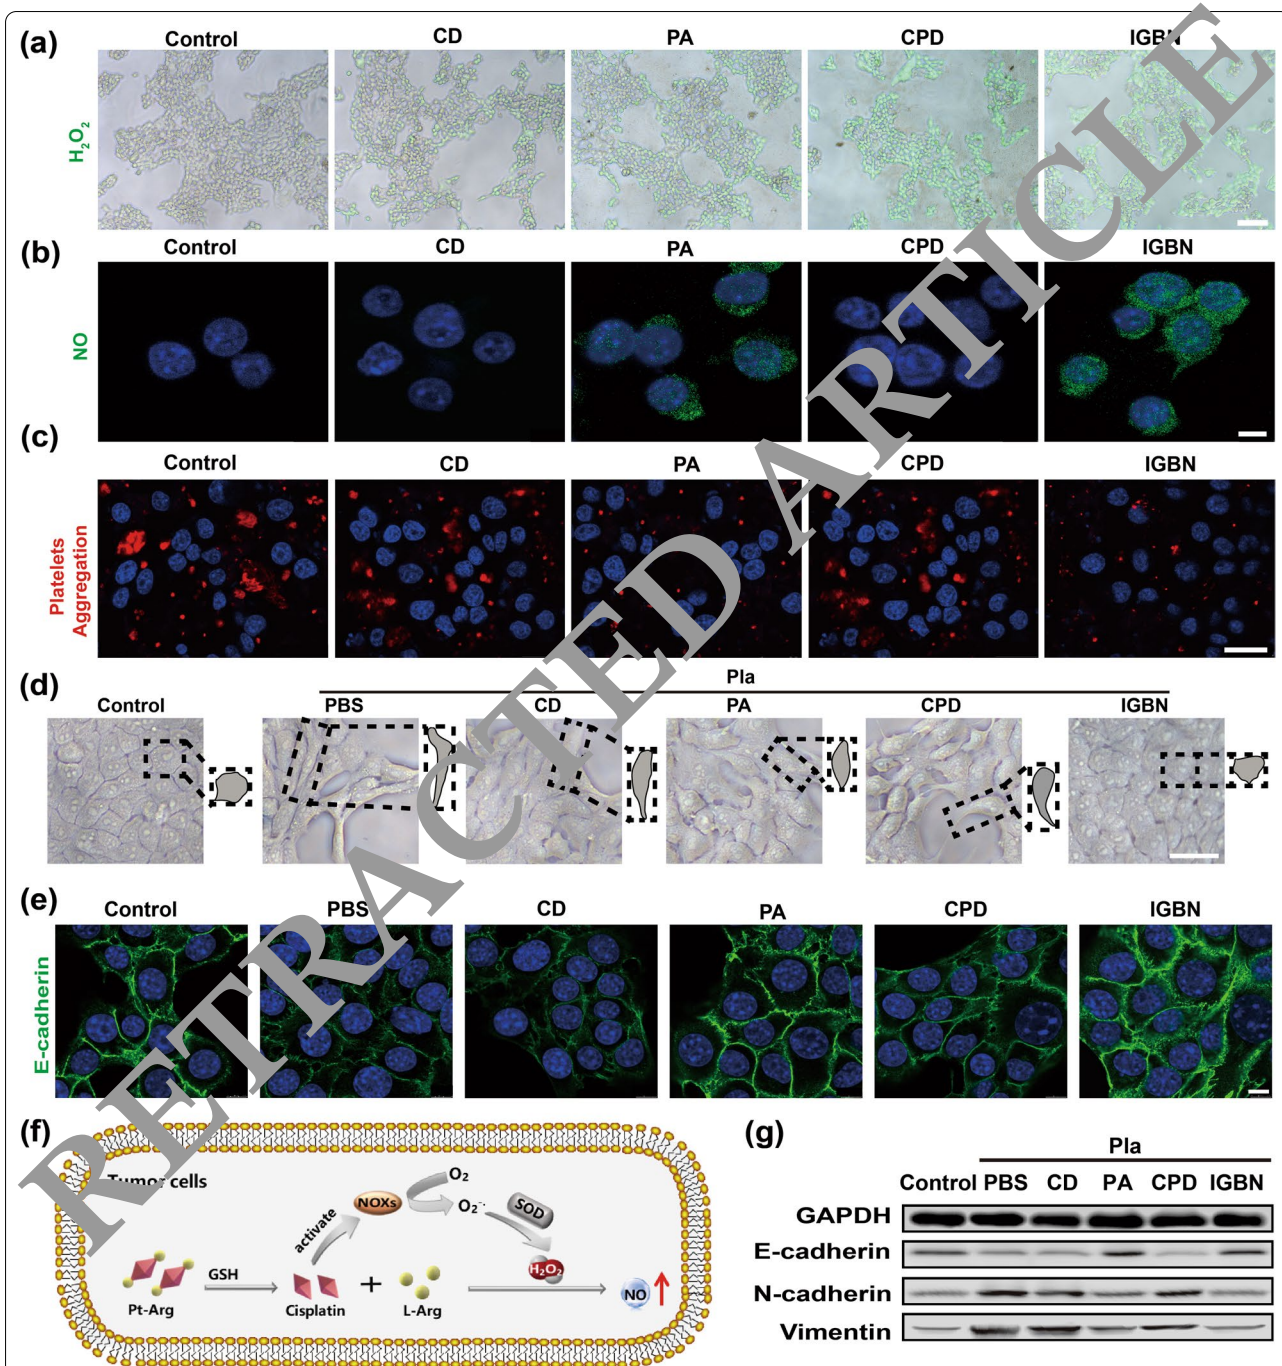 (a)
Control CD PA CPD IGBN
H₂O₂
(b)
Control CD PA CPD IGBN
NO
(c)
Control CD PA CPD IGBN
Platelets
Aggregation
(d)
Pla
Control PBS CD PA CPD IGBN
(e)
Control PBS CD PA CPD IGBN
E-cadherin
(f)
Tumor cells
O₂
NOXs
O₂⁻·
SOD
activate
H₂O₂
GSH
Pt-Arg
Cisplatin
+
L-Arg
NO
(g)
Pla
Control PBS CD PA CPD IGBN
GAPDH
E-cadherin
N-cadherin
Vimentin
RETRACTED ARTICLE